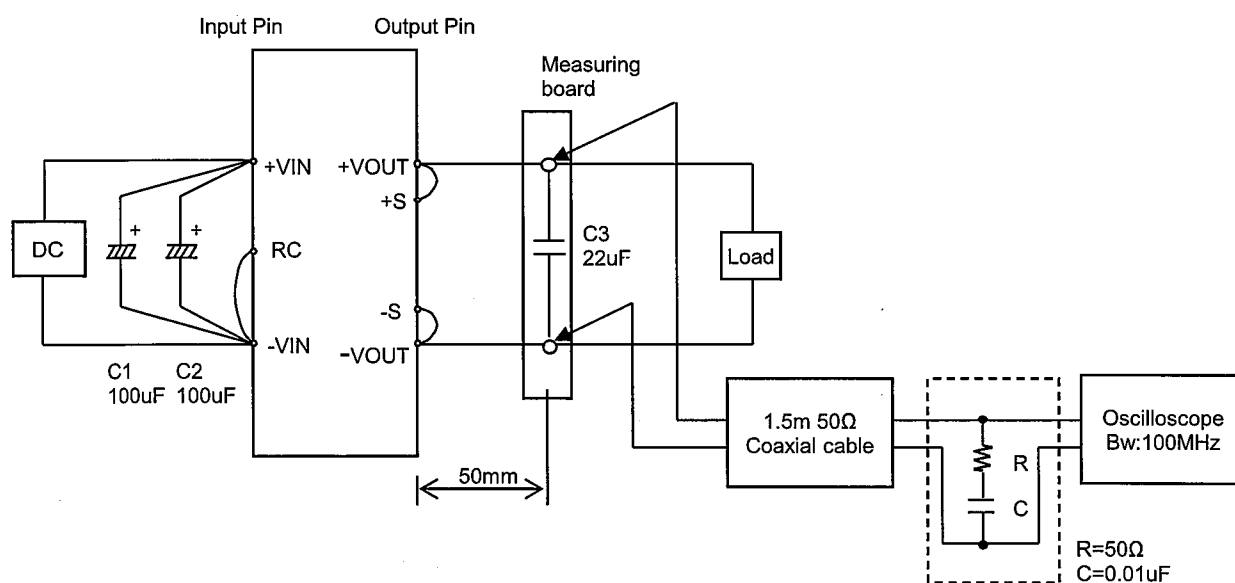 Input Pin
Output Pin
Measuring
board
+VIN
+VOUT
+S
DC
+
+
RC
C3
22uF
Load
-S
-VIN
−VOUT
C1
100uF
C2
100uF
50mm
1.5m 50Ω
Coaxial cable
R
C
Oscilloscope
Bw:100MHz
R=50Ω
C=0.01uF